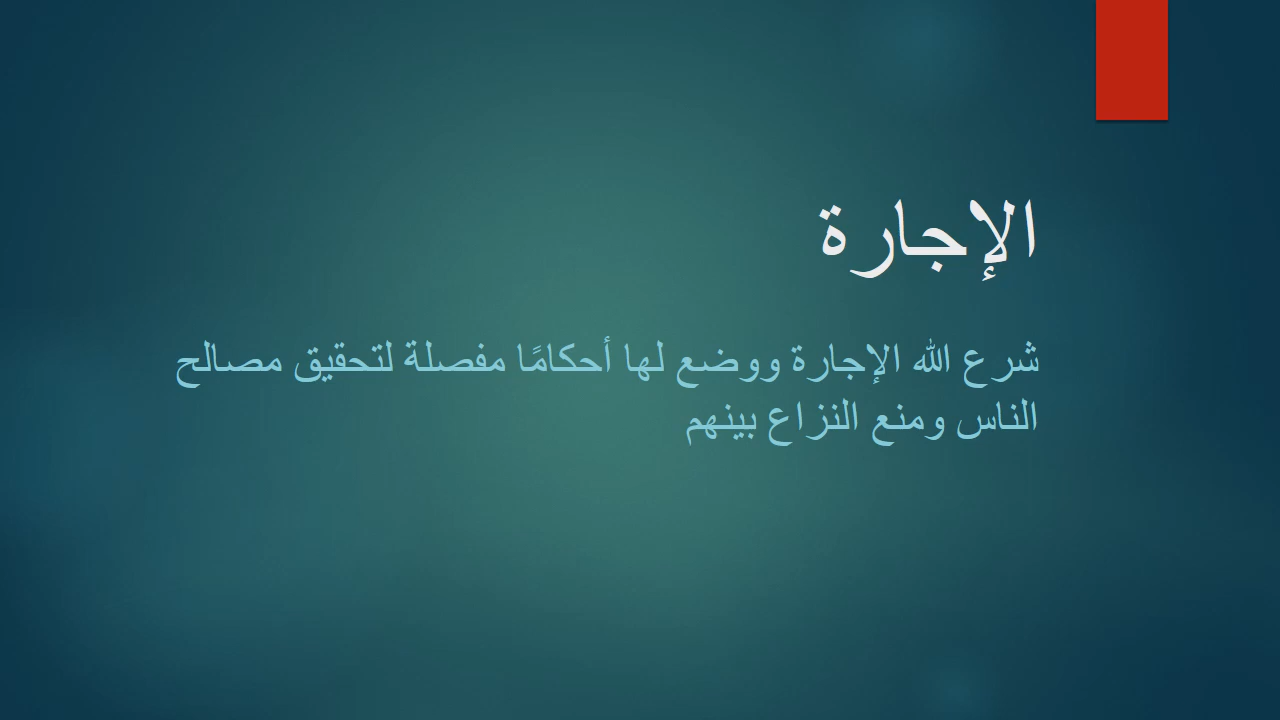 الإجارة
شرع الله الإجارة ووضع لها أحكامًا مفصلة لتحقيق مصالح
الناس ومنع النزاع بينهم